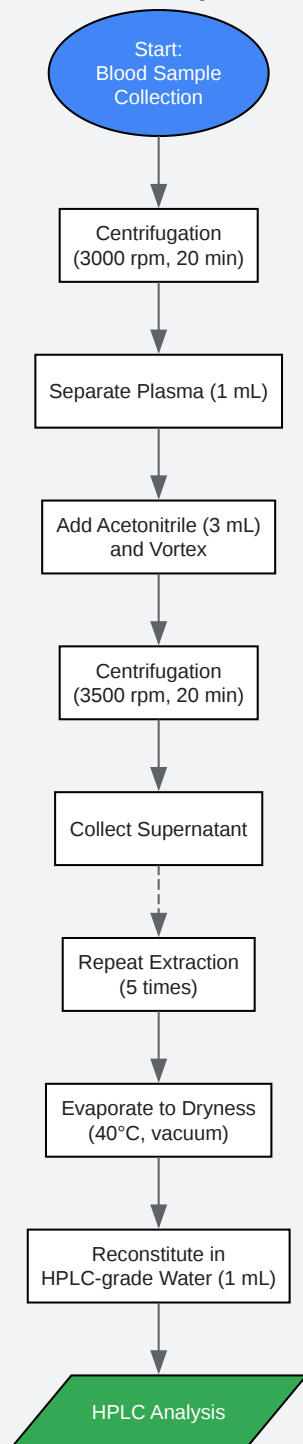 Start:
Blood Sample
Collection
Centrifugation
(3000 rpm, 20 min)
Separate Plasma (1 mL)
Add Acetonitrile (3 mL)
and Vortex
Centrifugation
(3500 rpm, 20 min)
Collect Supernatant
Repeat Extraction
(5 times)
Evaporate to Dryness
(40°C, vacuum)
Reconstitute in
HPLC-grade Water (1 mL)
HPLC Analysis